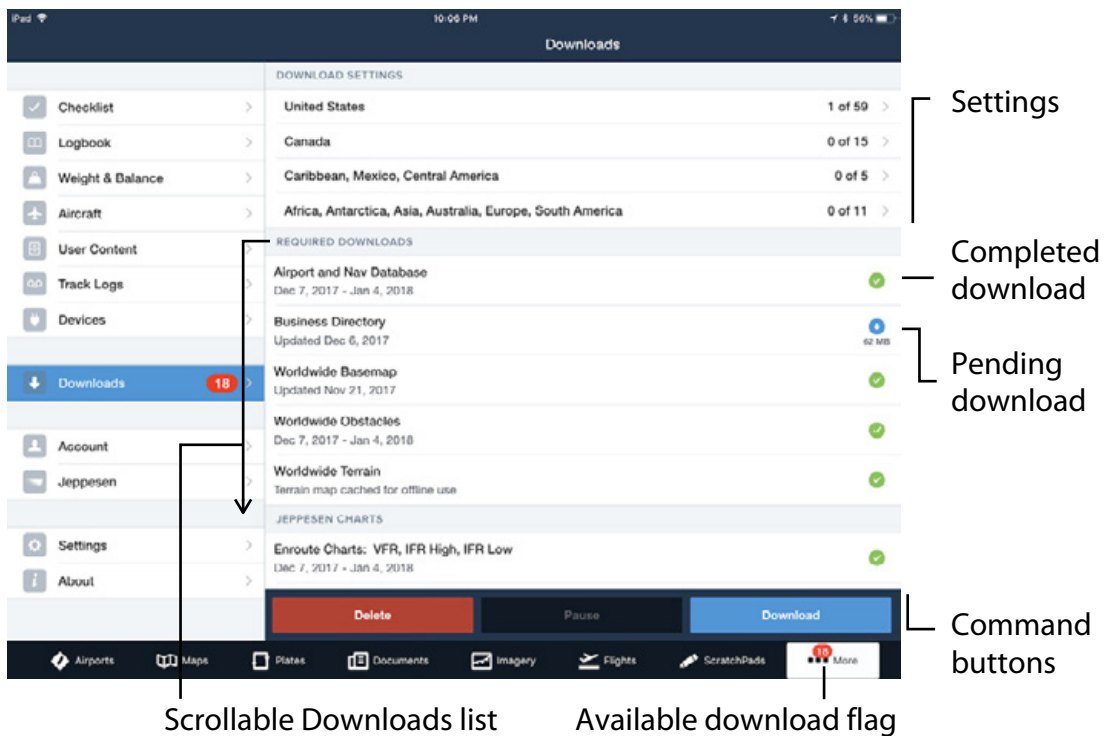 iPad
10:06 PM
56%
Downloads
DOWNLOAD SETTINGS
Checklist
Logbook
Weight & Balance
Aircraft
User Content
Track Logs
Devices
Downloads
18
Account
Jeppesen
Settings
About
United States
1 of 59
Canada
0 of 15
Caribbean, Mexico, Central America
0 of 5
Africa, Antarctica, Asia, Australia, Europe, South America
0 of 11
REQUIRED DOWNLOADS
Airport and Nav Database
Dec 7, 2017 - Jan 4, 2018
Business Directory
Updated Dec 6, 2017
62 MB
Worldwide Basemap
Updated Nov 21, 2017
Worldwide Obstacles
Dec 7, 2017 - Jan 4, 2018
Worldwide Terrain
Terrain map cached for offline use
JEPPESEN CHARTS
Enroute Charts: VFR, IFR High, IFR Low
Dec 7, 2017 - Jan 4, 2018
Delete
Pause
Download
Airports
Maps
Plates
Documents
Imagery
Flights
ScratchPads
18
More
Settings
Completed
download
Pending
download
Command
buttons
Scrollable Downloads list
Available download flag